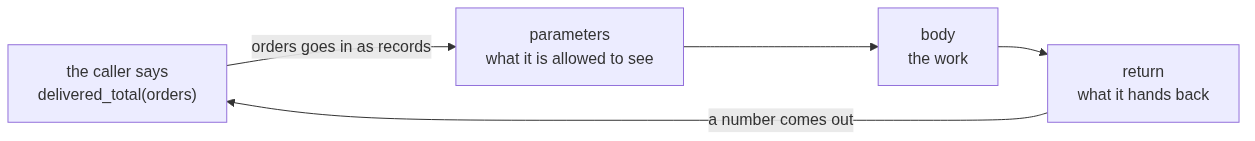 the caller says
delivered_total(orders)
orders goes in as records
parameters
what it is allowed to see
body
the work
return
what it hands back
a number comes out